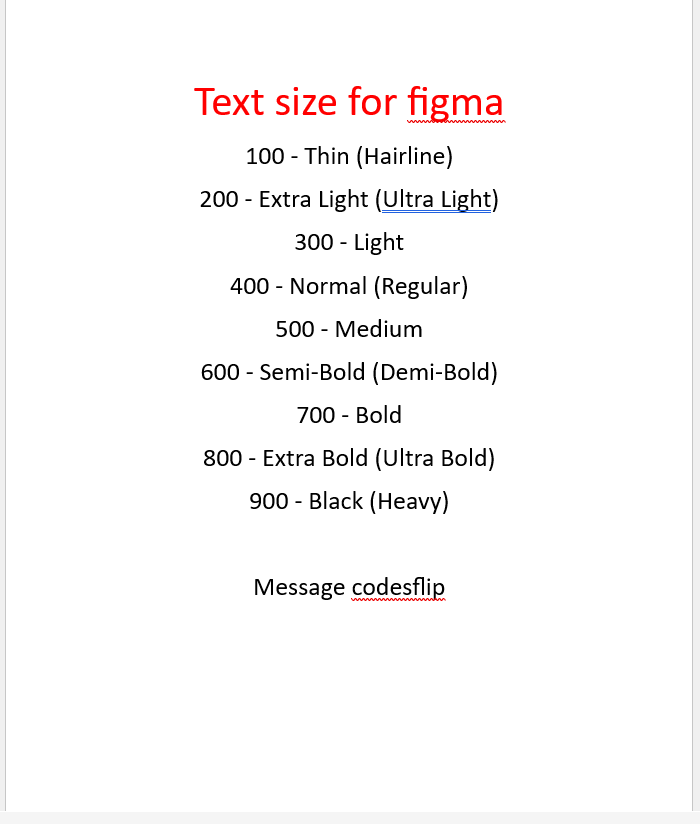 Text size for figma
100 - Thin (Hairline)
200 - Extra Light (Ultra Light)
300 - Light
400 - Normal (Regular)
500 - Medium
600 - Semi-Bold (Demi-Bold)
700 - Bold
800 - Extra Bold (Ultra Bold)
900 - Black (Heavy)
Message codesflip